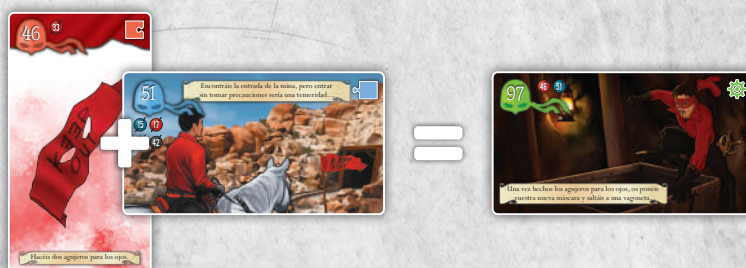 46
33
KEEP
OUT
Hacéis dos agujeros para los ojos.
+
51
15 17
42
Encontráis la entrada de la mina, pero entrar
sin tomar precauciones sería una temeridad…
=
97
46 51
Una vez hechos los agujeros para los ojos, os ponéis
vuestra nueva máscara y saltáis a una vagoneta.